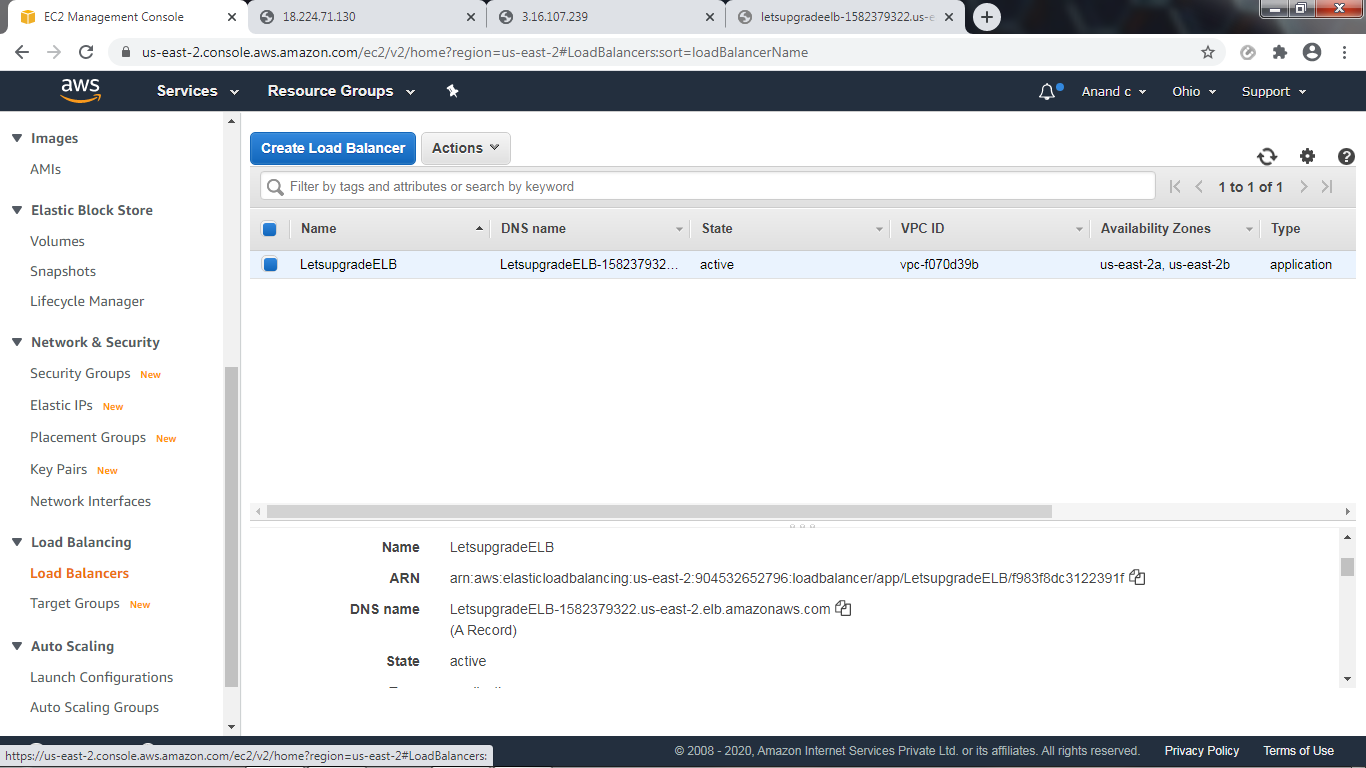 EC2 Management Console
18.224.71.130
3.16.107.239
letsupgradeelb-1582379322.us-e
us-east-2.console.aws.amazon.com/ec2/v2/home?region=us-east-2#LoadBalancers:sort=loadBalancerName
aws
Services
Resource Groups
Anand c
Ohio
Support
Images
AMIs
Elastic Block Store
Volumes
Snapshots
Lifecycle Manager
Network & Security
Security Groups New
Elastic IPs New
Placement Groups New
Key Pairs New
Network Interfaces
Load Balancing
Load Balancers
Target Groups New
Auto Scaling
Launch Configurations
Auto Scaling Groups
Create Load Balancer
Actions
Filter by tags and attributes or search by keyword
1 to 1 of 1
Name DNS name State VPC ID Availability Zones Type
LetsupgradeELB LetsupgradeELB-158237932... active vpc-f070d39b us-east-2a, us-east-2b application
Name LetsupgradeELB
ARN arn:aws:elasticloadbalancing:us-east-2:904532652796:loadbalancer/app/LetsupgradeELB/f983f8dc3122391f
DNS name LetsupgradeELB-1582379322.us-east-2.elb.amazonaws.com
(A Record)
State active
https://us-east-2.console.aws.amazon.com/ec2/v2/home?region=us-east-2#LoadBalancers:
© 2008 - 2020, Amazon Internet Services Private Ltd. or its affiliates. All rights reserved.
Privacy Policy
Terms of Use